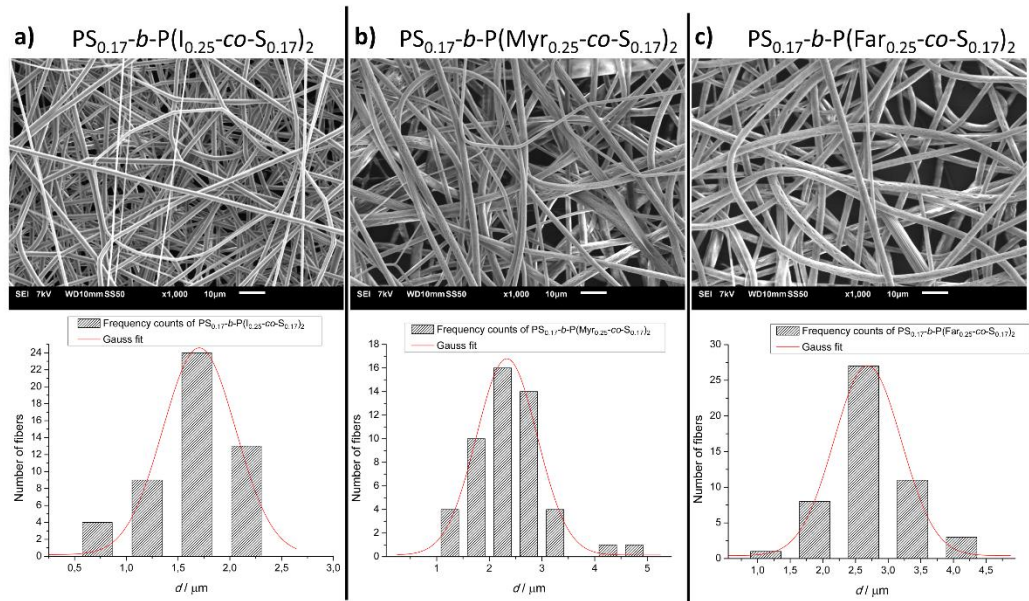 a) PS0.17-b-P(I0.25-co-S0.17)2
b) PS0.17-b-P(Myr0.25-co-S0.17)2
c) PS0.17-b-P(Far0.25-co-S0.17)2
SEI 7kV WD10mmSS50 x1,000 10μm
SEI 7kV WD10mmSS50 x1,000 10μm
SEI 7kV WD10mmSS50 x1,000 10μm
Frequency counts of PS0.17-b-P(I0.25-co-S0.17)2
Gauss fit
Number of fibers
24
22
20
18
16
14
12
10
8
6
4
2
0
0,5 1,0 1,5 2,0 2,5 3,0
d / μm
Frequency counts of PS0.17-b-P(Myr0.25-co-S0.17)2
Gauss fit
Number of fibers
18
16
14
12
10
8
6
4
2
0
0 1 2 3 4 5
d / μm
Frequency counts of PS0.17-b-P(Far0.25-co-S0.17)2
Gauss fit
Number of fibers
30
25
20
15
10
5
0
1,0 1,5 2,0 2,5 3,0 3,5 4,0 4,5
d / μm